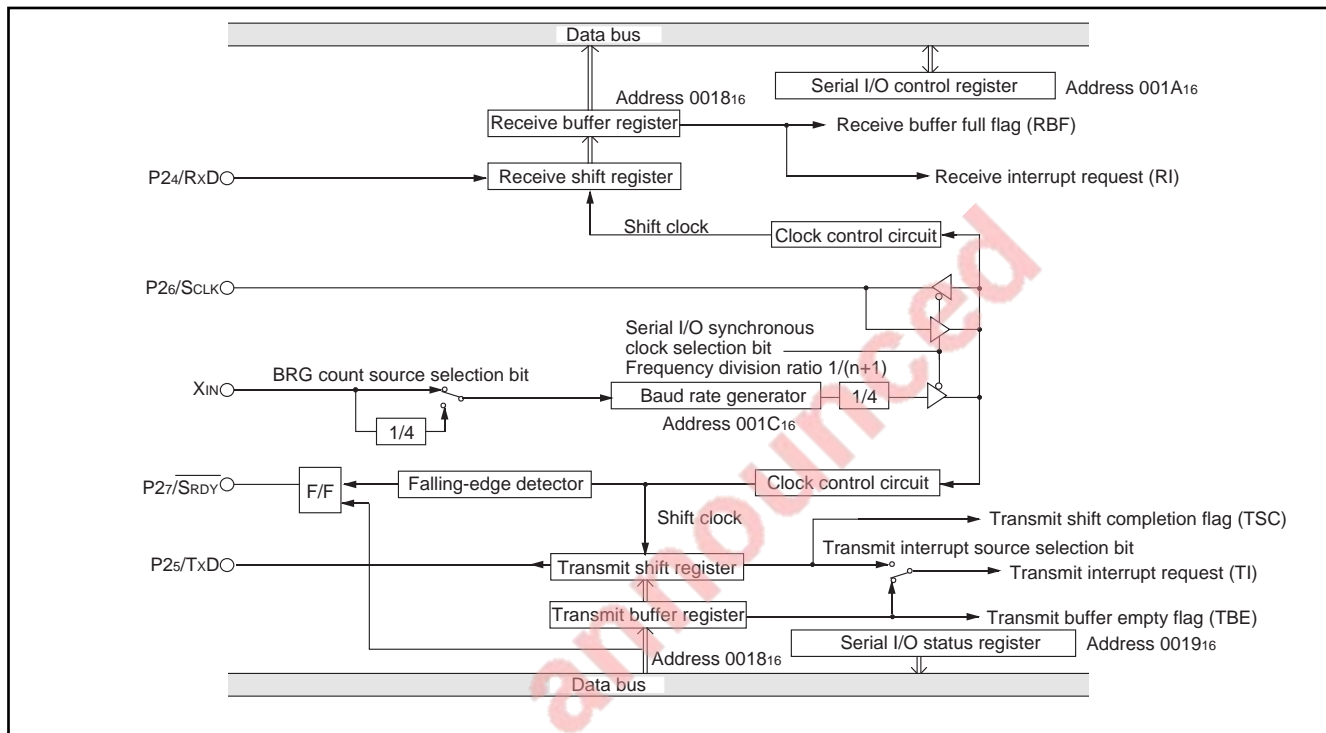 Data bus
Serial I/O control register Address 001A16
Address 001816
Receive buffer register Receive buffer full flag (RBF)
P24/RXD Receive shift register Receive interrupt request (RI)
Shift clock Clock control circuit
P26/SCLK
Serial I/O synchronous
clock selection bit
Frequency division ratio 1/(n+1)
BRG count source selection bit
XIN Baud rate generator 1/4
Address 001C16
1/4
P27/SRDY F/F Falling-edge detector Clock control circuit
Shift clock
Transmit shift completion flag (TSC)
Transmit interrupt source selection bit
P25/TXD Transmit shift register Transmit interrupt request (TI)
Transmit buffer register Transmit buffer empty flag (TBE)
Serial I/O status register Address 001916
Address 001816
Data bus
announced